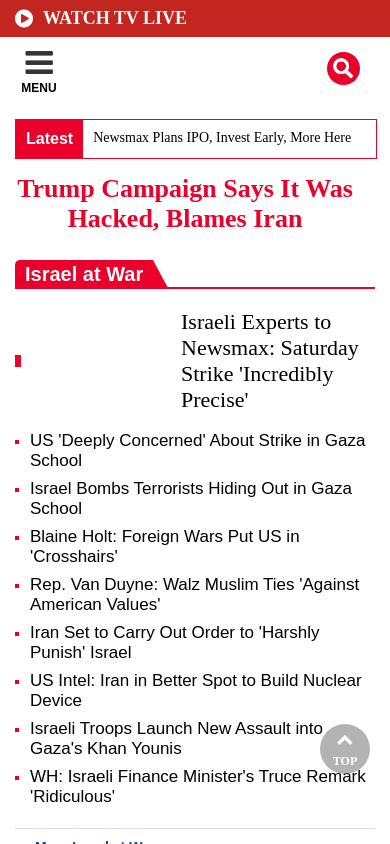 WATCH TV LIVE
MENU
Latest
Newsmax Plans IPO, Invest Early, More Here
Trump Campaign Says It Was
Hacked, Blames Iran
Israel at War
Israeli Experts to
Newsmax: Saturday
Strike 'Incredibly
Precise'
US 'Deeply Concerned' About Strike in Gaza
School
Israel Bombs Terrorists Hiding Out in Gaza
School
Blaine Holt: Foreign Wars Put US in
'Crosshairs'
Rep. Van Duyne: Walz Muslim Ties 'Against
American Values'
Iran Set to Carry Out Order to 'Harshly
Punish' Israel
US Intel: Iran in Better Spot to Build Nuclear
Device
Israeli Troops Launch New Assault into
Gaza's Khan Younis
WH: Israeli Finance Minister's Truce Remark
'Ridiculous'
TOP